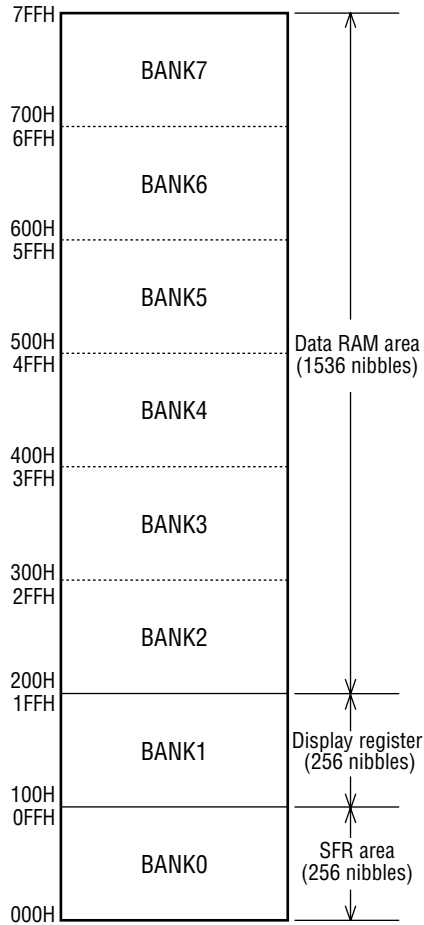 7FFH
BANK7
700H
6FFH
BANK6
600H
5FFH
BANK5
500H
4FFH
Data RAM area
(1536 nibbles)
BANK4
400H
3FFH
BANK3
300H
2FFH
BANK2
200H
1FFH
BANK1
Display register
(256 nibbles)
100H
0FFH
BANK0
SFR area
(256 nibbles)
000H